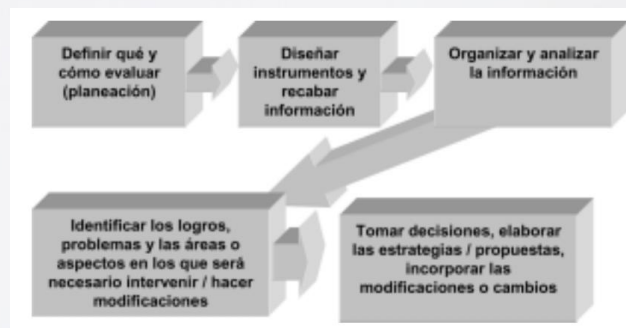 Definir qué y
cómo evaluar
(planeación)
Diseñar
instrumentos y
recabar
información
Organizar y analizar
la información
Identificar los logros,
problemas y las áreas o
aspectos en los que será
necesario intervenir / hacer
modificaciones
Tomar decisiones, elaborar
las estrategias / propuestas,
incorporar las
modificaciones o cambios